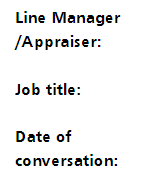 Line Manager
/Appraiser:
Job title:
Date of
conversation: